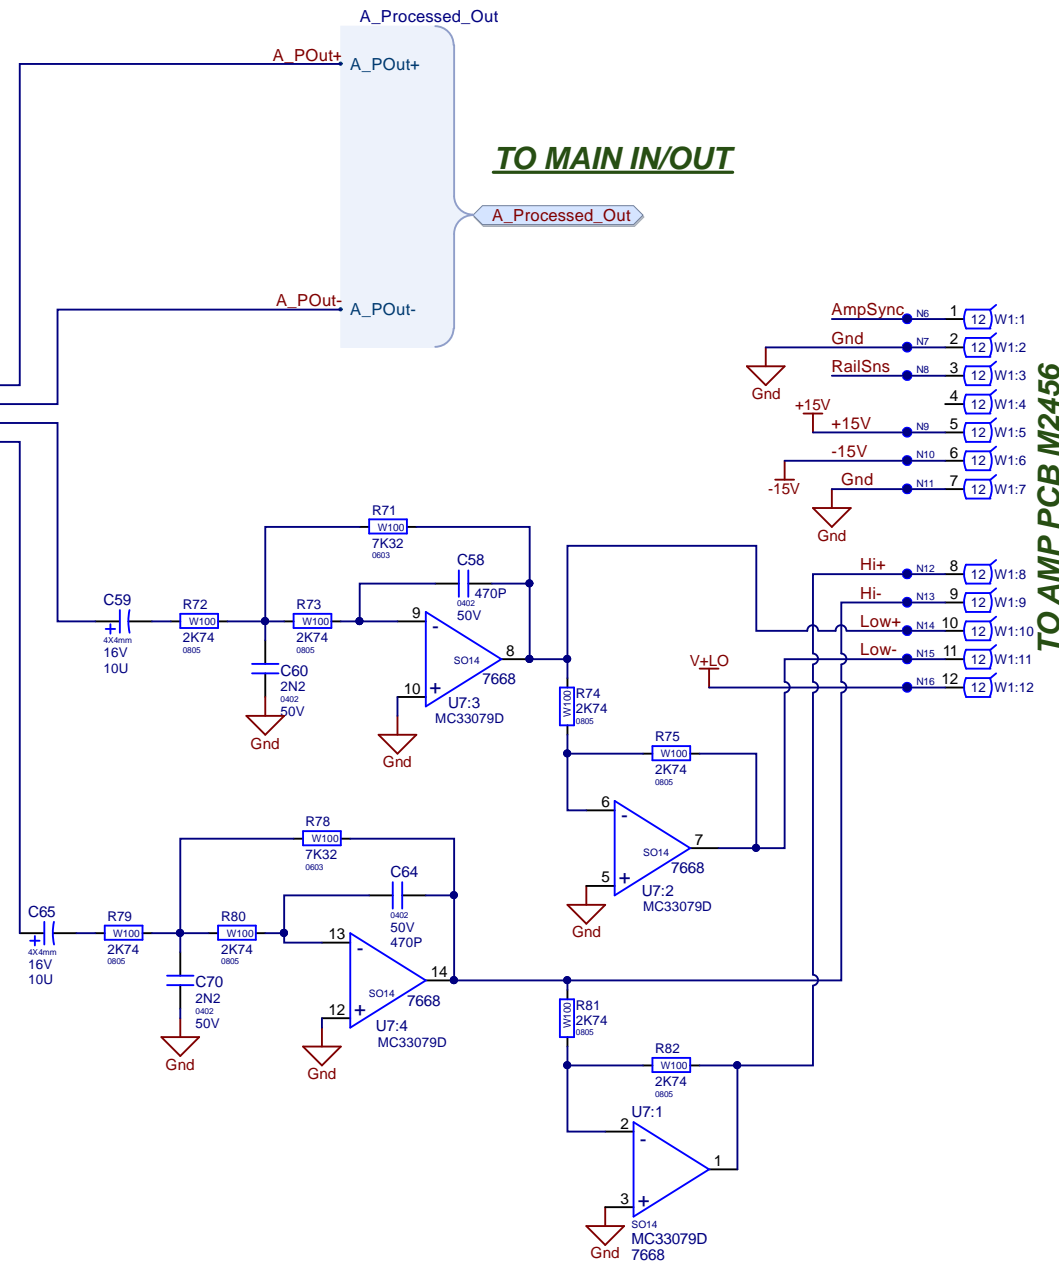 A_Processed_Out
A_POut+
A_POut+
TO MAIN IN/OUT
A_Processed_Out
A_POut-
A_POut-
AmpSync N6 1 12 W1:1
Gnd N7 2 12 W1:2
Gnd
RailSns N8 3 12 W1:3
4 12 W1:4
+15V
+15V N9 5 12 W1:5
-15V N10 6 12 W1:6
-15V
Gnd N11 7 12 W1:7
Gnd
Hi+ N12 8 12 W1:8
Hi- N13 9 12 W1:9
Low+ N14 10 12 W1:10
Low- N15 11 12 W1:11
V+LO
N16 12 12 W1:12
TO AMP PCB M2456
R71
W100
7K32
0603
C58
470P
0402
50V
C59
4X4mm
+
16V
10U
R72
W100
2K74
0805
R73
W100
2K74
0805
C60
2N2
0402
50V
Gnd
9
-
10
+
8
SO14
7668
U7:3
MC33079D
Gnd
R74
W100
2K74
0805
R75
W100
2K74
0805
6
-
5
+
7
SO14
7668
U7:2
MC33079D
Gnd
R78
W100
7K32
0603
C64
0402
50V
470P
C65
4X4mm
+
16V
10U
R79
W100
2K74
0805
R80
W100
2K74
0805
C70
2N2
0402
50V
Gnd
13
-
12
+
14
SO14
7668
U7:4
MC33079D
Gnd
R81
W100
2K74
0805
R82
W100
2K74
0805
U7:1
2
-
3
+
1
SO14
MC33079D
7668
Gnd